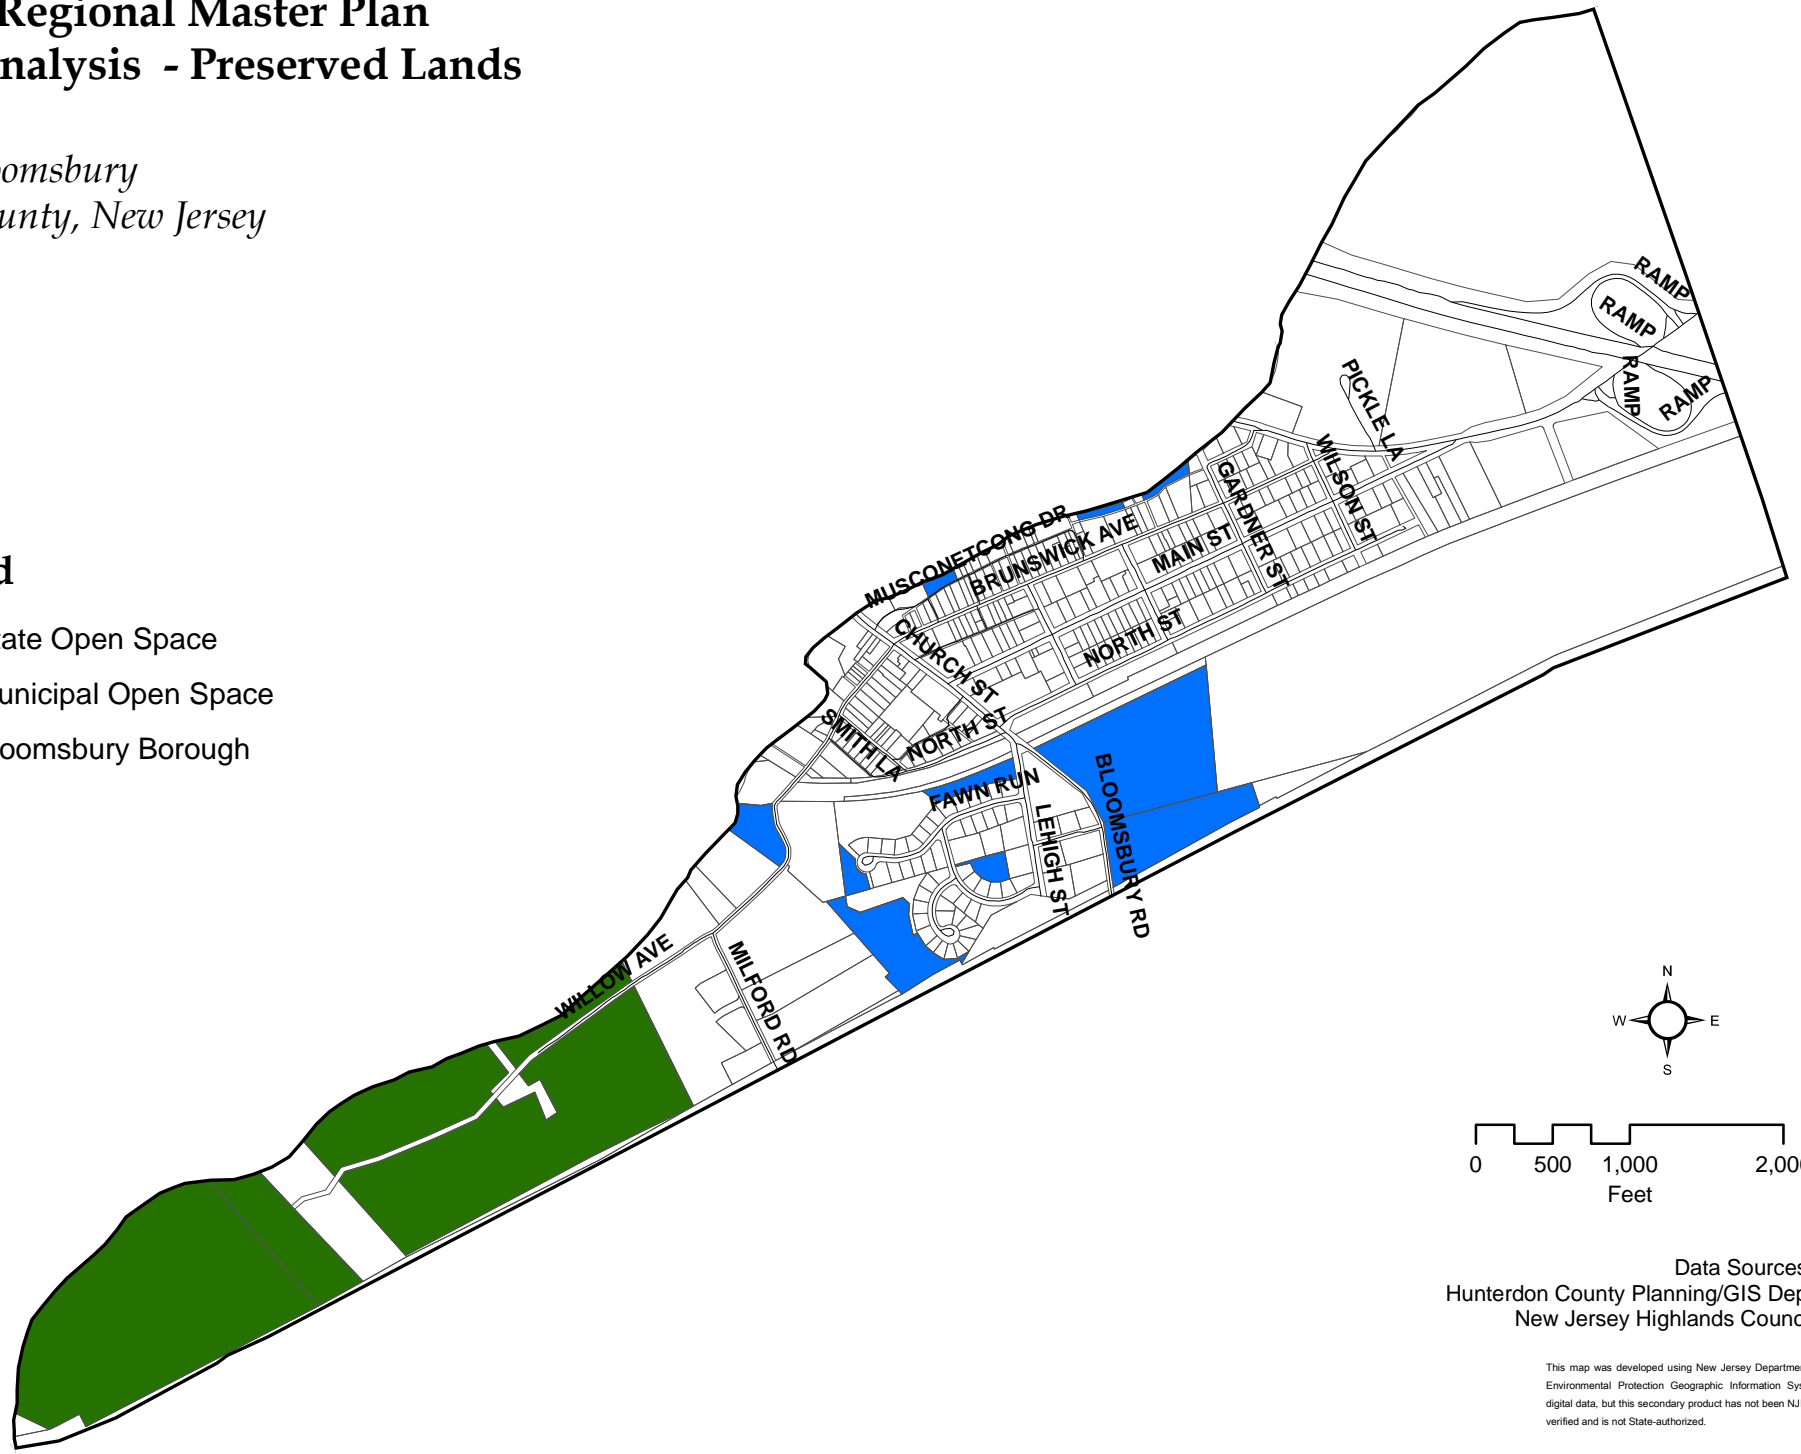 Regional Master Plan
nalysis - Preserved Lands
oomsbury
unty, New Jersey
d
ate Open Space
unicipal Open Space
oomsbury Borough
RAMP
RAMP
RAMP
RAMP
PICKLE LA
WILSON ST
GARDNER ST
MUSCONETCONG DR
BRUNSWICK AVE
MAIN ST
NORTH ST
CHURCH ST
SMITH LA
NORTH ST
FAWN RUN
LEHIGH ST
BLOOMSBURY RD
WILLOW AVE
MILFORD RD
N
W E
S
0 500 1,000 2,00
Feet
Data Sources
Hunterdon County Planning/GIS Dep
New Jersey Highlands Counc
This map was developed using New Jersey Departme
Environmental Protection Geographic Information Sys
digital data, but this secondary product has not been NJ
verified and is not State-authorized.